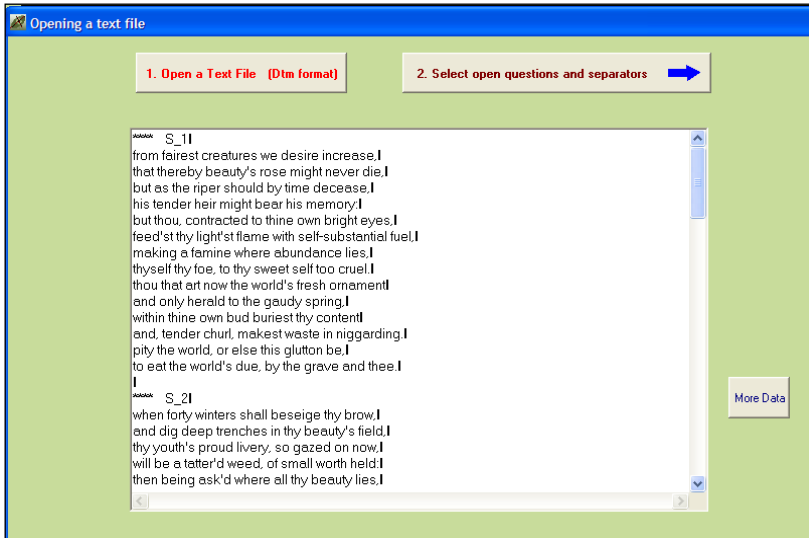 Opening a text file
1. Open a Text File (Dtm format)
2. Select open questions and separators
**** S_1
from fairest creatures we desire increase,
that thereby beauty's rose might never die,
but as the riper should by time decease,
his tender heir might bear his memory:
but thou, contracted to thine own bright eyes,
feed'st thy light'st flame with self-substantial fuel,
making a famine where abundance lies,
thyself thy foe, to thy sweet self too cruel.
thou that art now the world's fresh ornament
and only herald to the gaudy spring,
within thine own bud buriest thy content
and, tender churl, makest waste in niggarding.
pity the world, or else this glutton be,
to eat the world's due, by the grave and thee.
**** S_2
when forty winters shall beseige thy brow,
and dig deep trenches in thy beauty's field,
thy youth's proud livery, so gazed on now,
will be a tatter'd weed, of small worth held:
then being ask'd where all thy beauty lies,
More Data